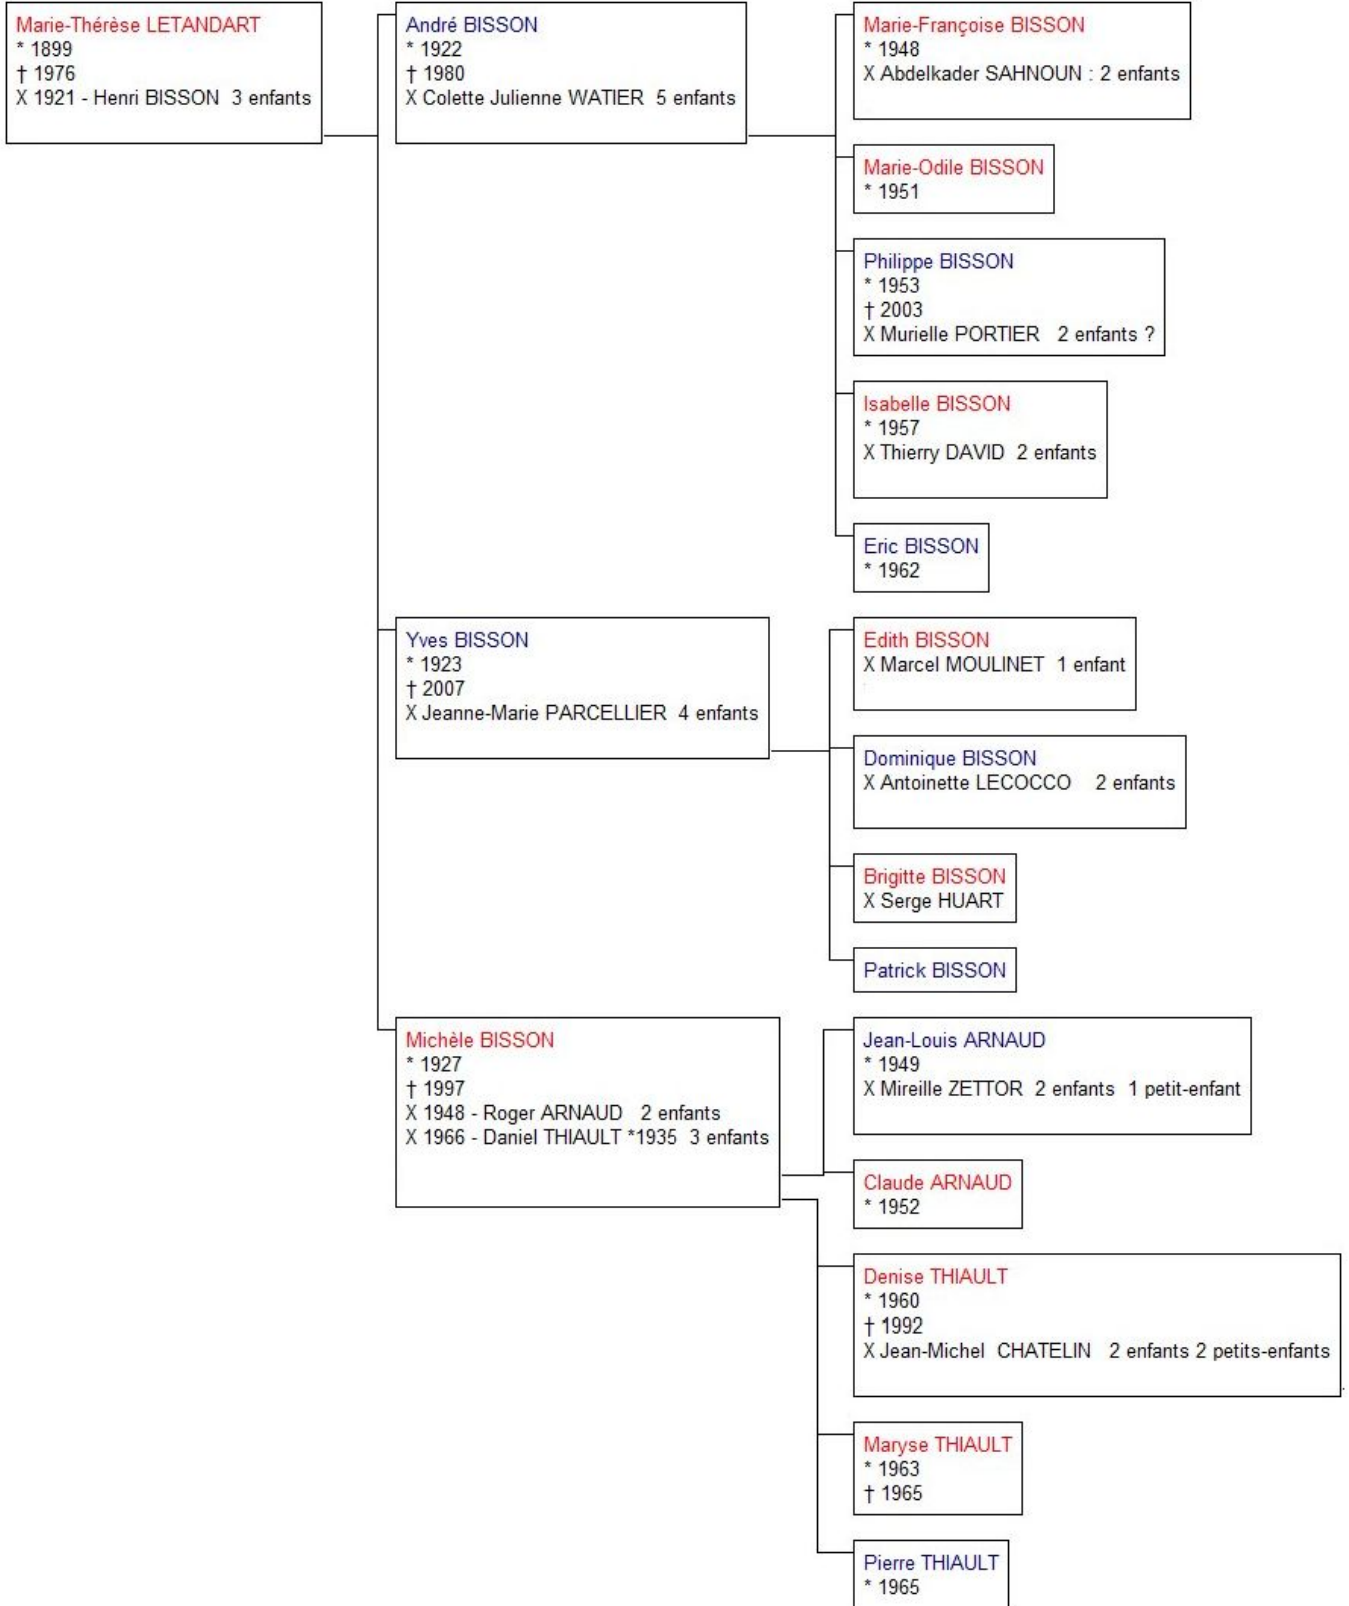 Marie-Thérèse LETANDART
* 1899
† 1976
X 1921 - Henri BISSON 3 enfants
André BISSON
* 1922
† 1980
X Colette Julienne WATIER 5 enfants
Marie-Françoise BISSON
* 1948
X Abdelkader SAHNOUN : 2 enfants
Marie-Odile BISSON
* 1951
Philippe BISSON
* 1953
† 2003
X Murielle PORTIER 2 enfants ?
Isabelle BISSON
* 1957
X Thierry DAVID 2 enfants
Eric BISSON
* 1962
Yves BISSON
* 1923
† 2007
X Jeanne-Marie PARCELLIER 4 enfants
Edith BISSON
X Marcel MOULINET 1 enfant
Dominique BISSON
X Antoinette LECOCCO 2 enfants
Brigitte BISSON
X Serge HUART
Patrick BISSON
Michèle BISSON
* 1927
† 1997
X 1948 - Roger ARNAUD 2 enfants
X 1966 - Daniel THIAULT *1935 3 enfants
Jean-Louis ARNAUD
* 1949
X Mireille ZETTOR 2 enfants 1 petit-enfant
Claude ARNAUD
* 1952
Denise THIAULT
* 1960
† 1992
X Jean-Michel CHATELIN 2 enfants 2 petits-enfants
Maryse THIAULT
* 1963
† 1965
Pierre THIAULT
* 1965